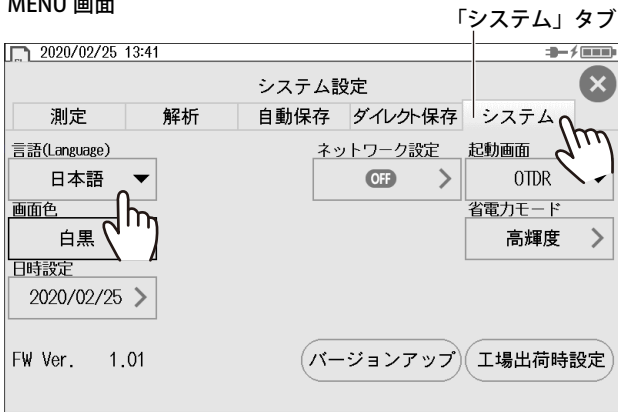 MENU 画面
「システム」タブ
2020/02/25 13:41
システム設定
測定 解析 自動保存 ダイレクト保存 システム
言語(Language) ネットワーク設定 起動画面
日本語 OFF OTDR
画面色 省電力モード
白黒 高輝度
日時設定
2020/02/25
FW Ver. 1.01 バージョンアップ 工場出荷時設定